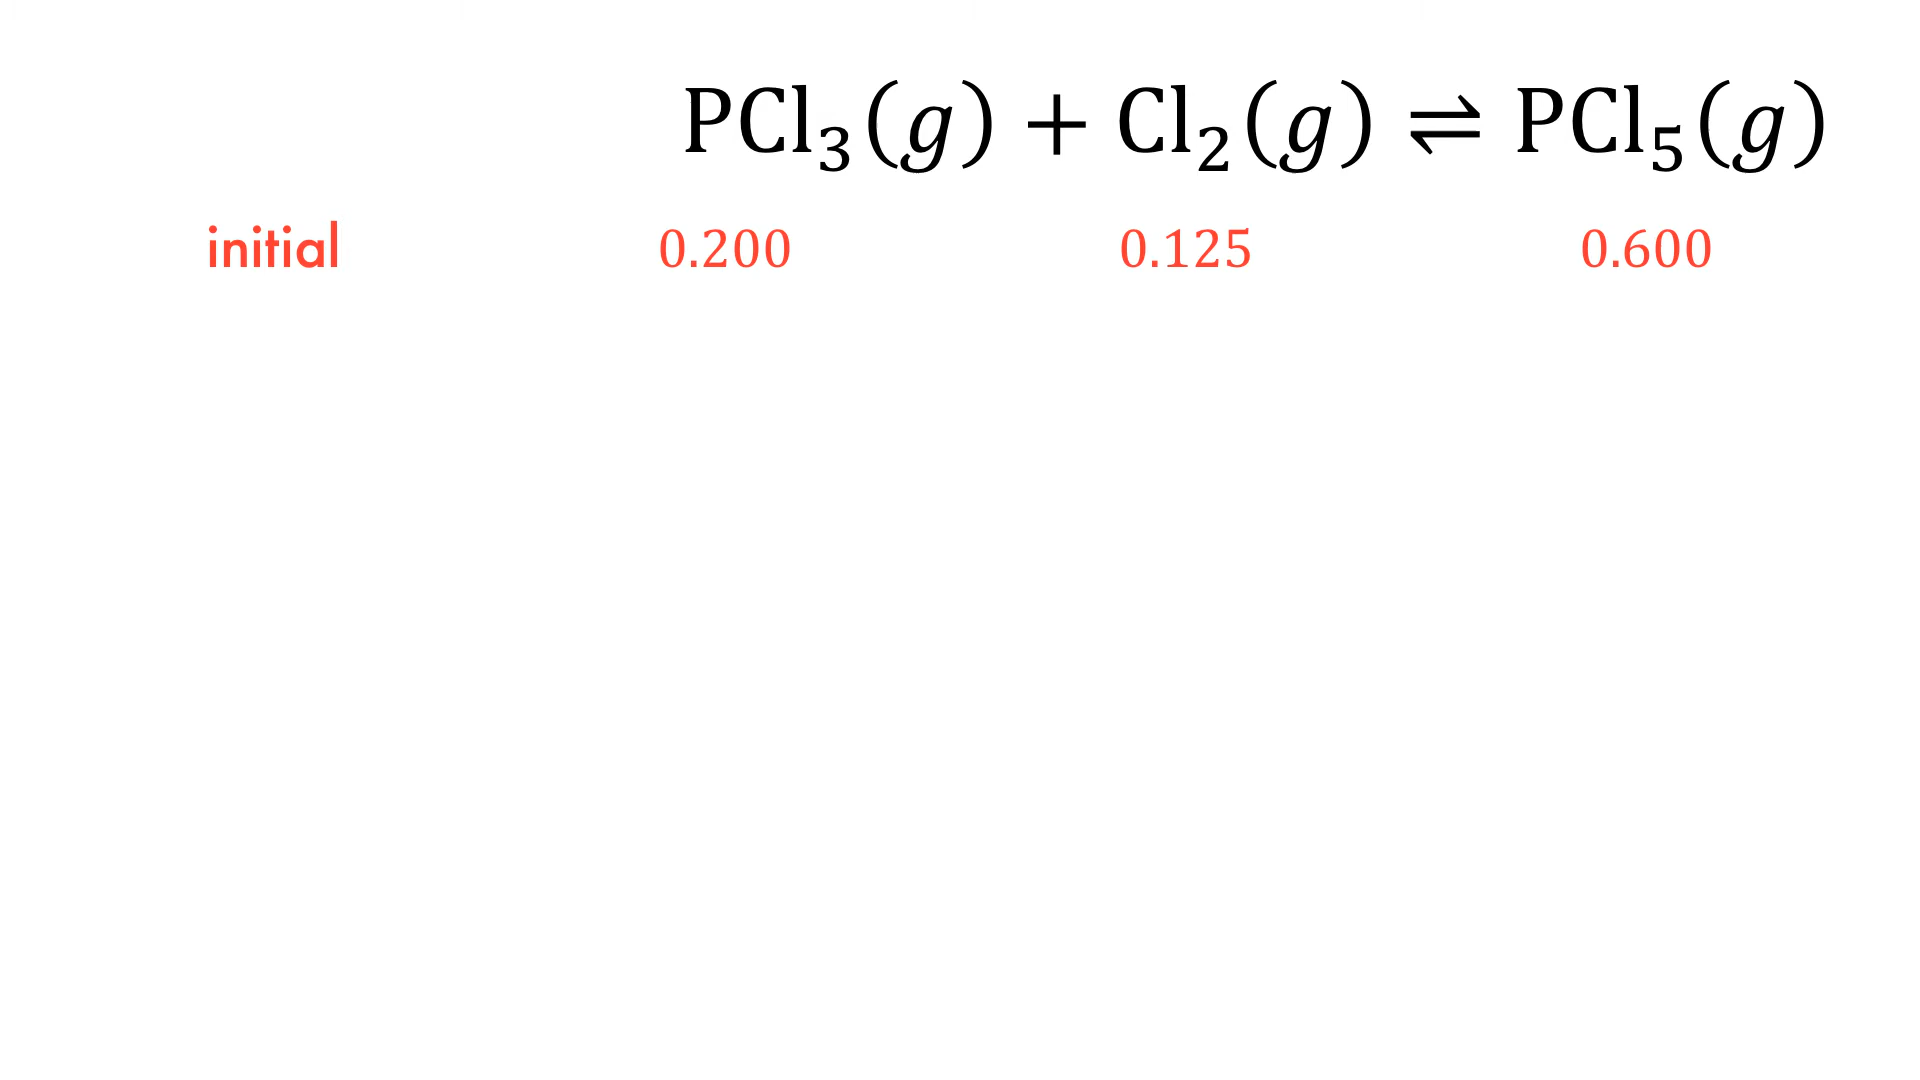 PCl₃(g) + Cl₂(g) ⇌ PCl₅(g)
initial 0.200 0.125 0.600